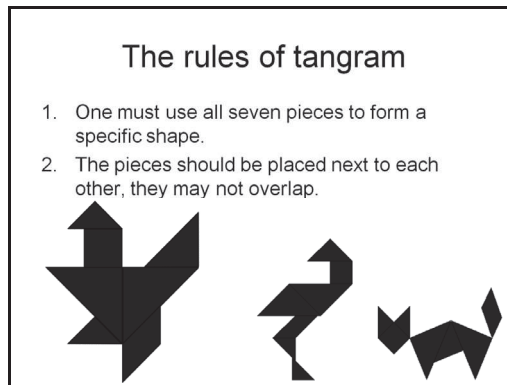 The rules of tangram
1. One must use all seven pieces to form a
specific shape.
2. The pieces should be placed next to each
other, they may not overlap.